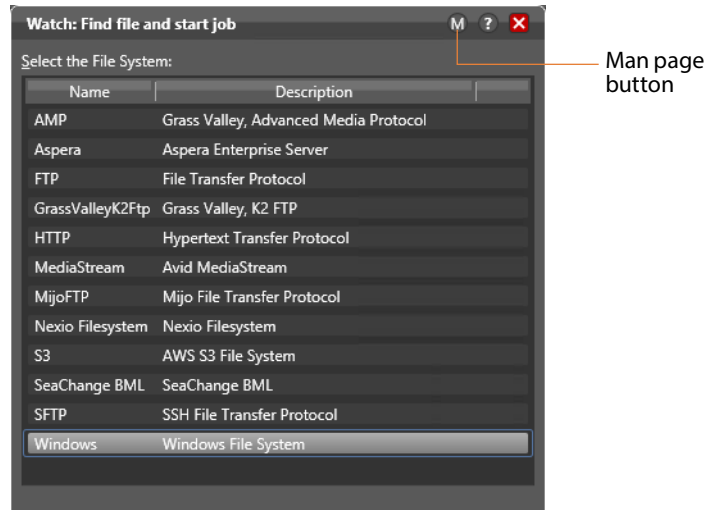 Watch: Find file and start job M ?
Select the File System:
Name Description
AMP Grass Valley, Advanced Media Protocol
Aspera Aspera Enterprise Server
FTP File Transfer Protocol
GrassValleyK2Ftp Grass Valley, K2 FTP
HTTP Hypertext Transfer Protocol
MediaStream Avid MediaStream
MijoFTP Mijo File Transfer Protocol
Nexio Filesystem Nexio Filesystem
S3 AWS S3 File System
SeaChange BML SeaChange BML
SFTP SSH File Transfer Protocol
Windows Windows File System
Man page
button